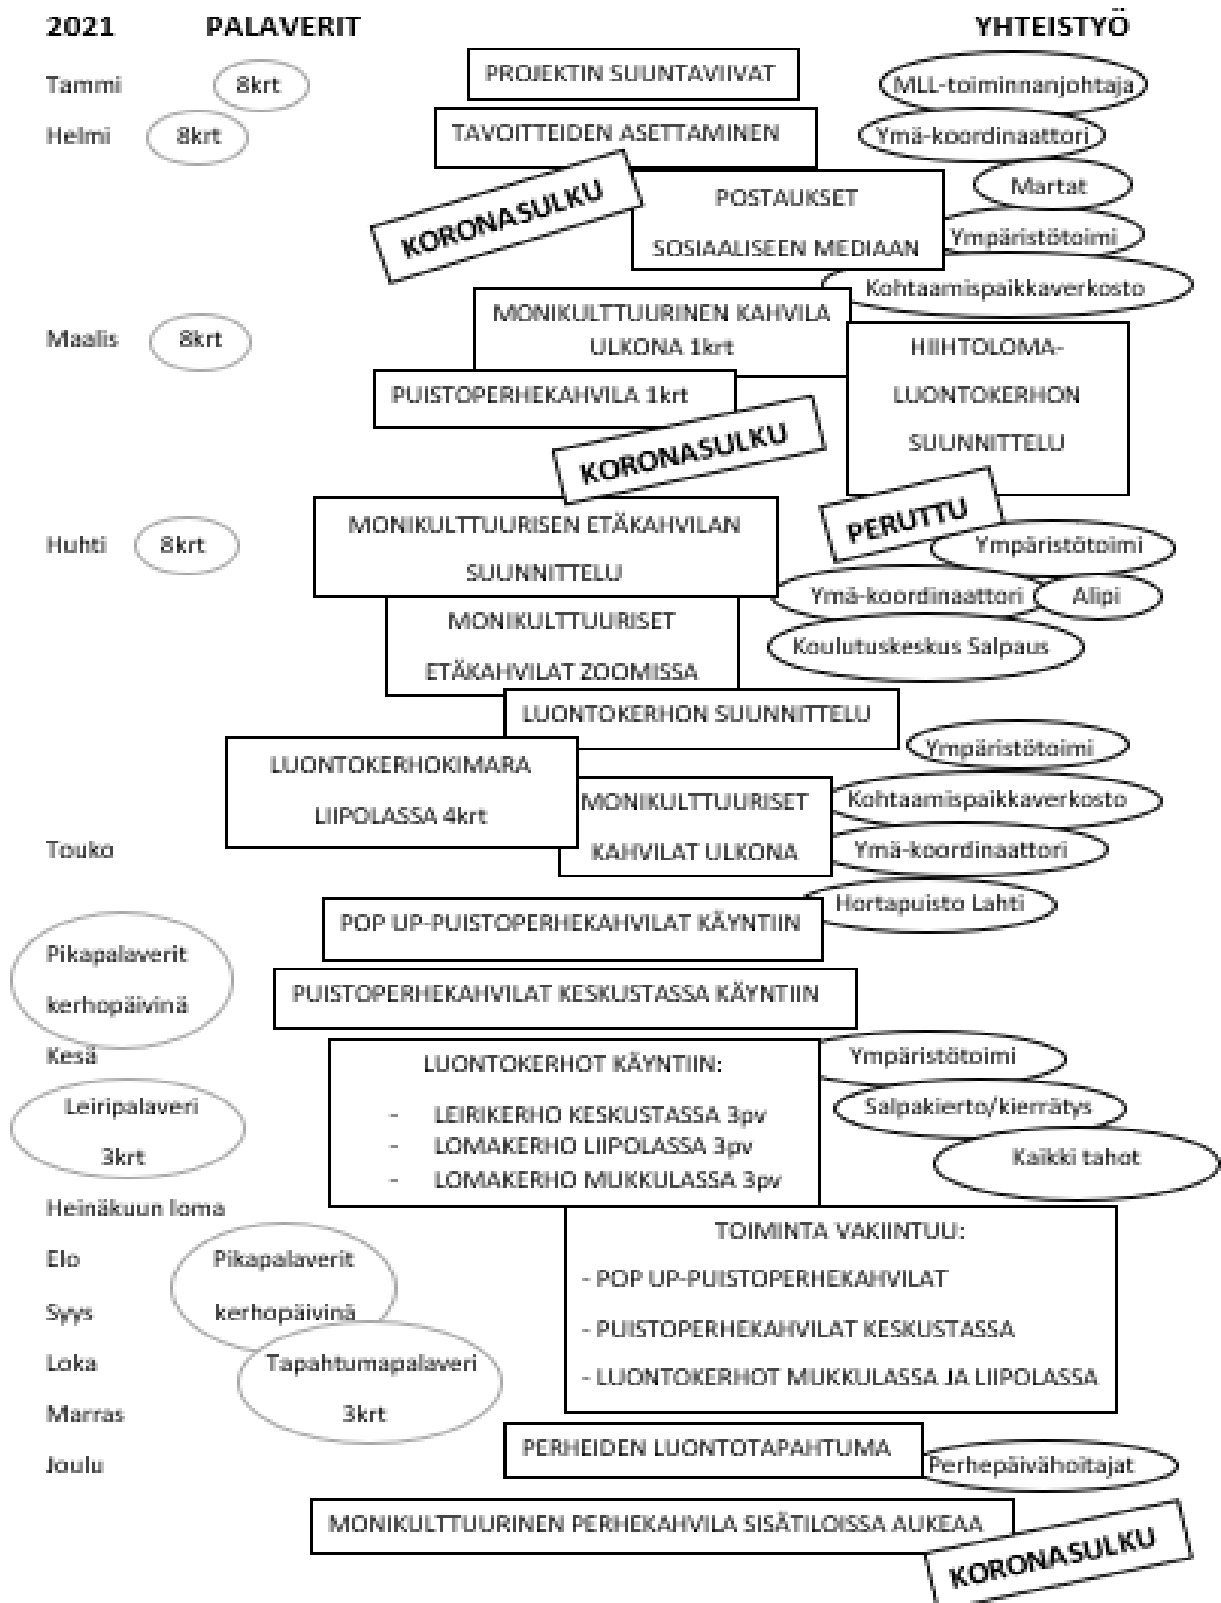 2021 PALAVERIT YHTEISTYÖ
Tammi 8krt PROJEKTIN SUUNTAVIIVAT MLL-toiminnanjohtaja
Helmi 8krt TAVOITTEIDEN ASETTAMINEN Ymä-koordinaattori
KORONASULKU POSTAUKSET Martat
SOSIAALISEEN MEDIAAN Ympäristötoimi
Kohtaamispaikkaverkosto
MONIKULTTUURINEN KAHVILA
Maalis 8krt ULKONA 1krt HIIHTOLOMA-
PUISTOPERHEKAHVILA 1krt LUONTOKERHON
KORONASULKU SUUNNITTELU
PERUTTU
MONIKULTTUURISEN ETÄKAHVILAN
Huhti 8krt Ympäristötoimi
SUUNNITTELU
Ymä-koordinaattori Alipi
MONIKULTTUURISET
Koulutuskeskus Salpaus
ETÄKAHVILAT ZOOMISSA
LUONTOKERHON SUUNNITTELU
Ympäristötoimi
LUONTOKERHOKIMARA
LIIPOLASSA 4krt MONIKULTTUURISET Kohtaamispaikkaverkosto
Touko KAHVILAT ULKONA Ymä-koordinaattori
Hortapuisto Lahti
POP UP-PUISTOPERHEKAHVILAT KÄYNTIIN
Pikapalaverit
kerhopäivinä PUISTOPERHEKAHVILAT KESKUSTASSA KÄYNTIIN
Kesä LUONTOKERHOT KÄYNTIIN: Ympäristötoimi
Leiripalaveri - LEIRIKERHO KESKUSTASSA 3pv Salpakierto/kierrätys
3krt - LOMAKERHO LIIPOLASSA 3pv Kaikki tahot
- LOMAKERHO MUKKULASSA 3pv
Heinäkuun loma
TOIMINTA VAKIINTUU:
Elo Pikapalaverit - POP UP-PUISTOPERHEKAHVILAT
Syys kerhopäivinä - PUISTOPERHEKAHVILAT KESKUSTASSA
Loka Tapahtumapalaveri - LUONTOKERHOT MUKKULASSA JA LIIPOLASSA
Marras 3krt
PERHEIDEN LUONTOTAPAHTUMA
Joulu Perhepäivähoitajat
MONIKULTTUURINEN PERHEKAHVILA SISÄTILOISSA AUKEAA
KORONASULKU